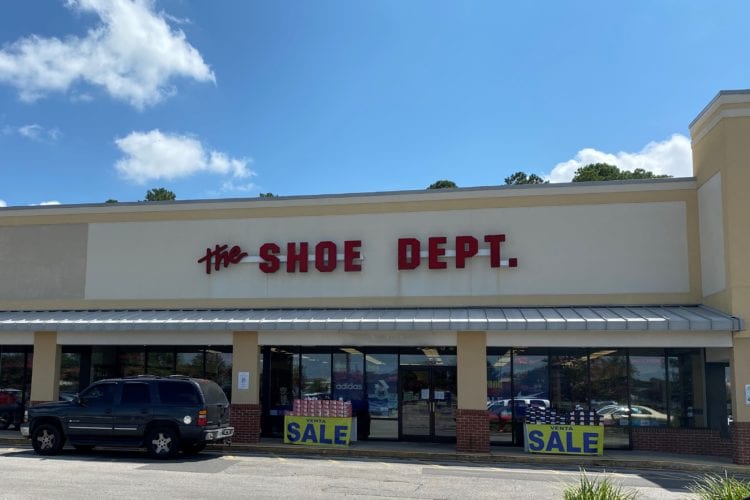 the SHOE DEPT.
adidas
VENTA
SALE
VENTA
SALE